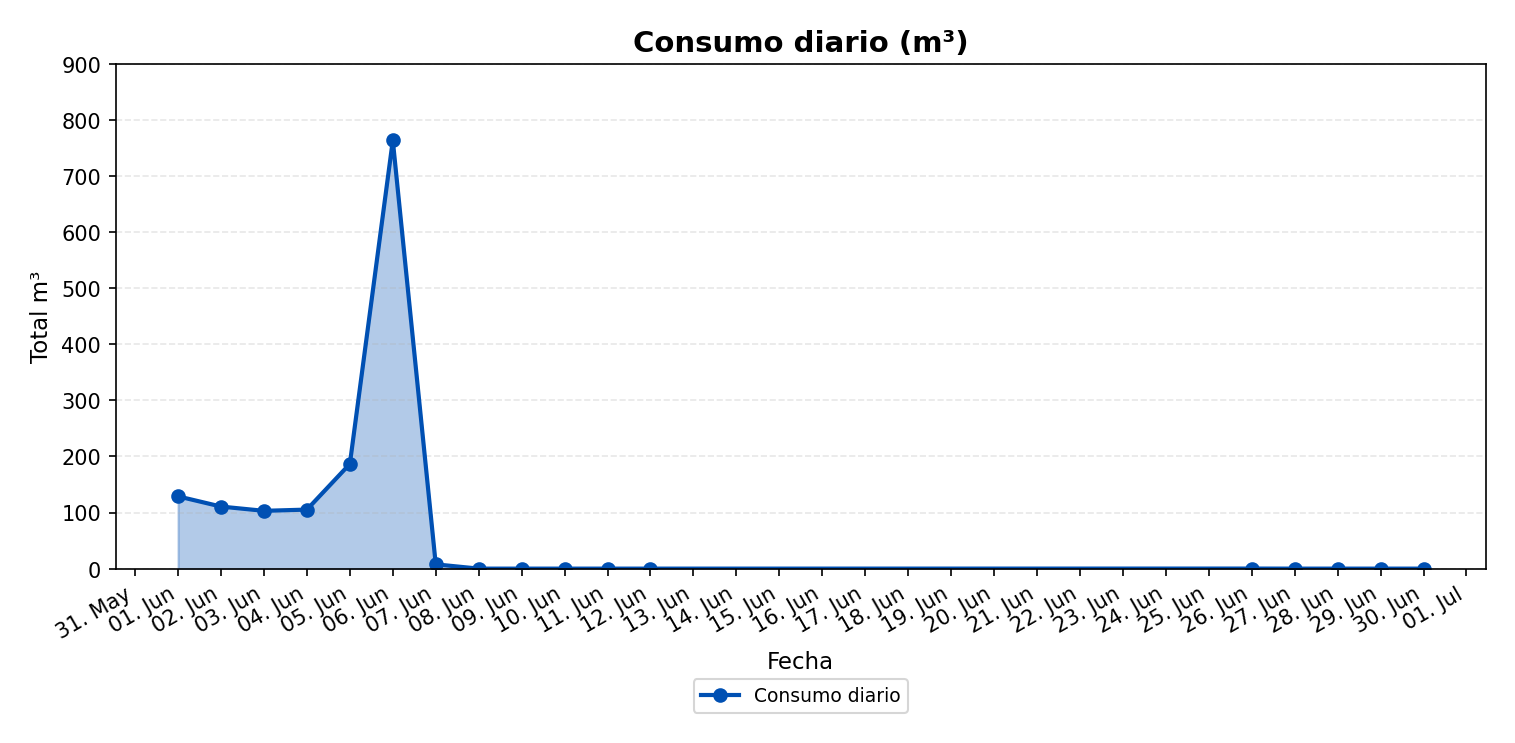 Consumo diario (m³)
900
800
700
600
500
400
300
200
100
0
Total m³
31. May
01. Jun
02. Jun
03. Jun
04. Jun
05. Jun
06. Jun
07. Jun
08. Jun
09. Jun
10. Jun
11. Jun
12. Jun
13. Jun
14. Jun
15. Jun
16. Jun
17. Jun
18. Jun
19. Jun
20. Jun
21. Jun
22. Jun
23. Jun
24. Jun
25. Jun
26. Jun
27. Jun
28. Jun
29. Jun
30. Jun
01. Jul
Fecha
Consumo diario